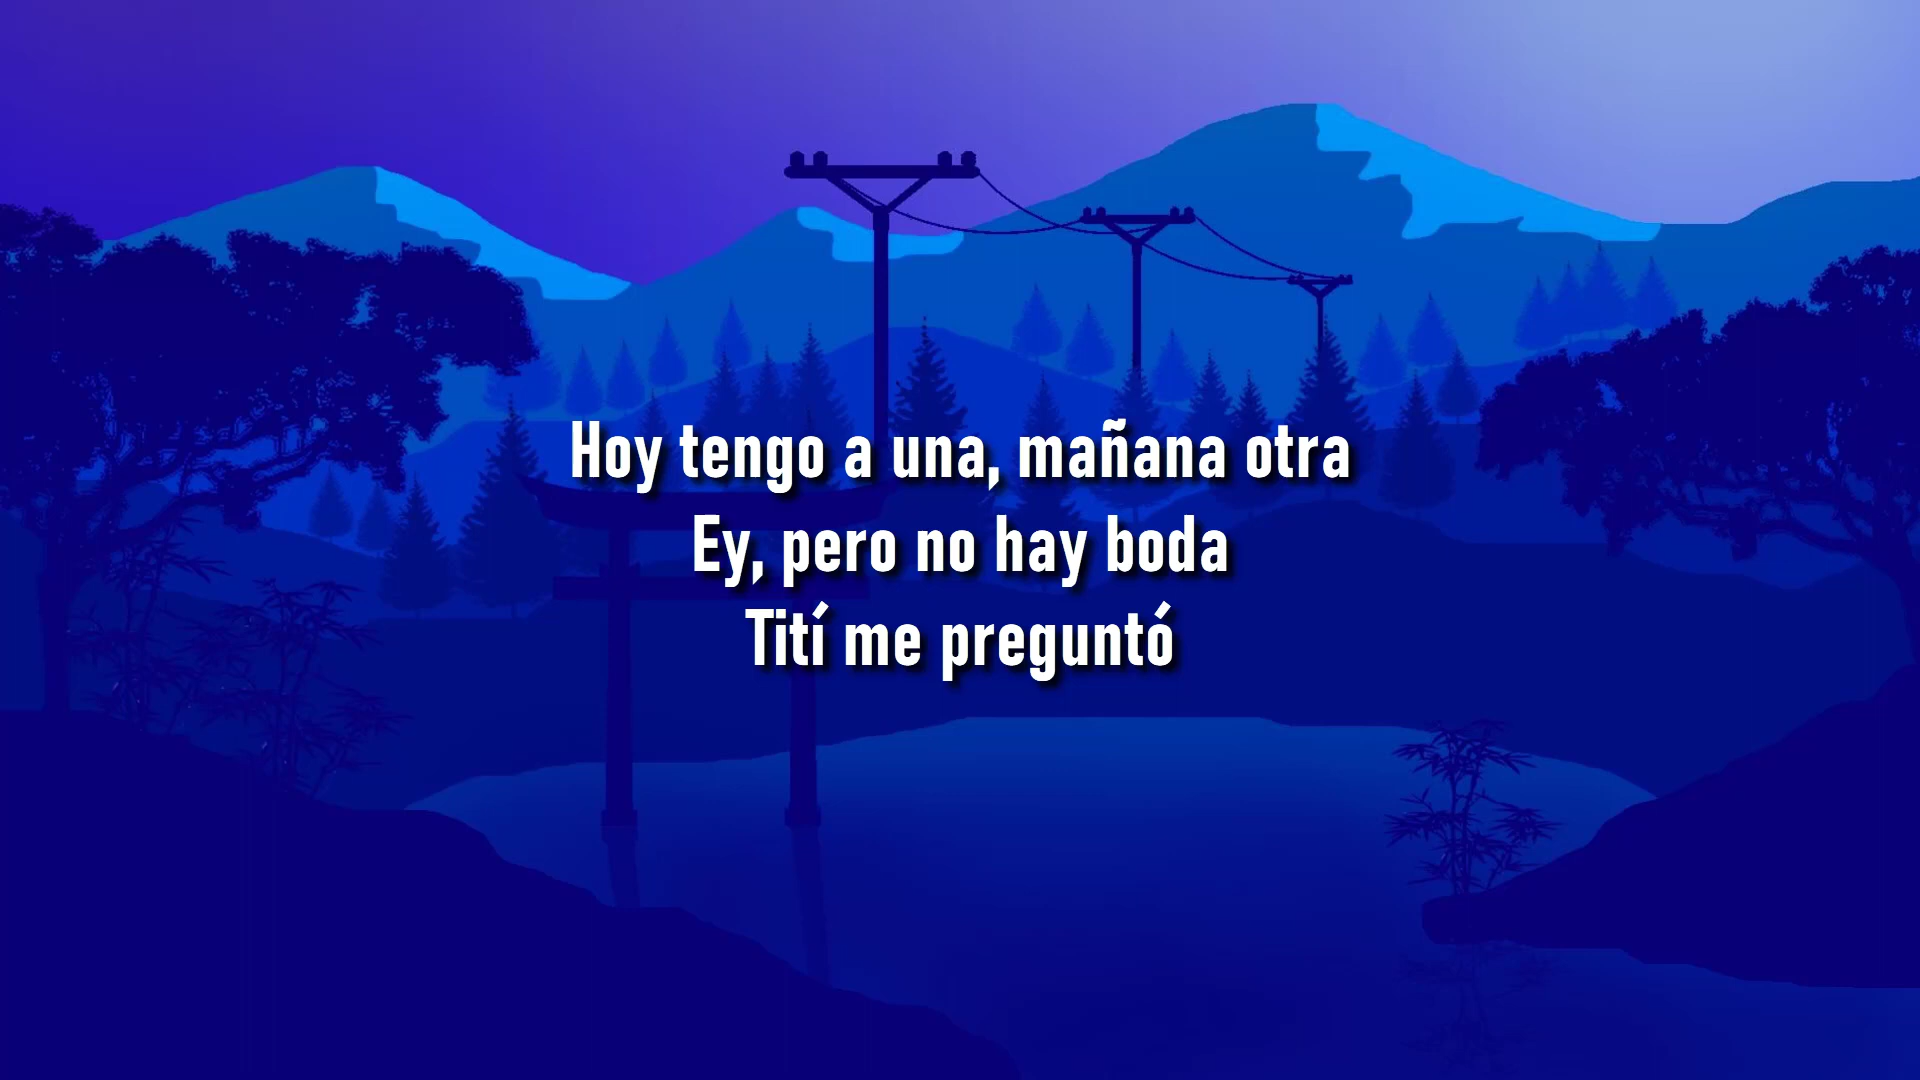 Hoy tengo a una, mañana otra
Ey, pero no hay boda
Tití me preguntó